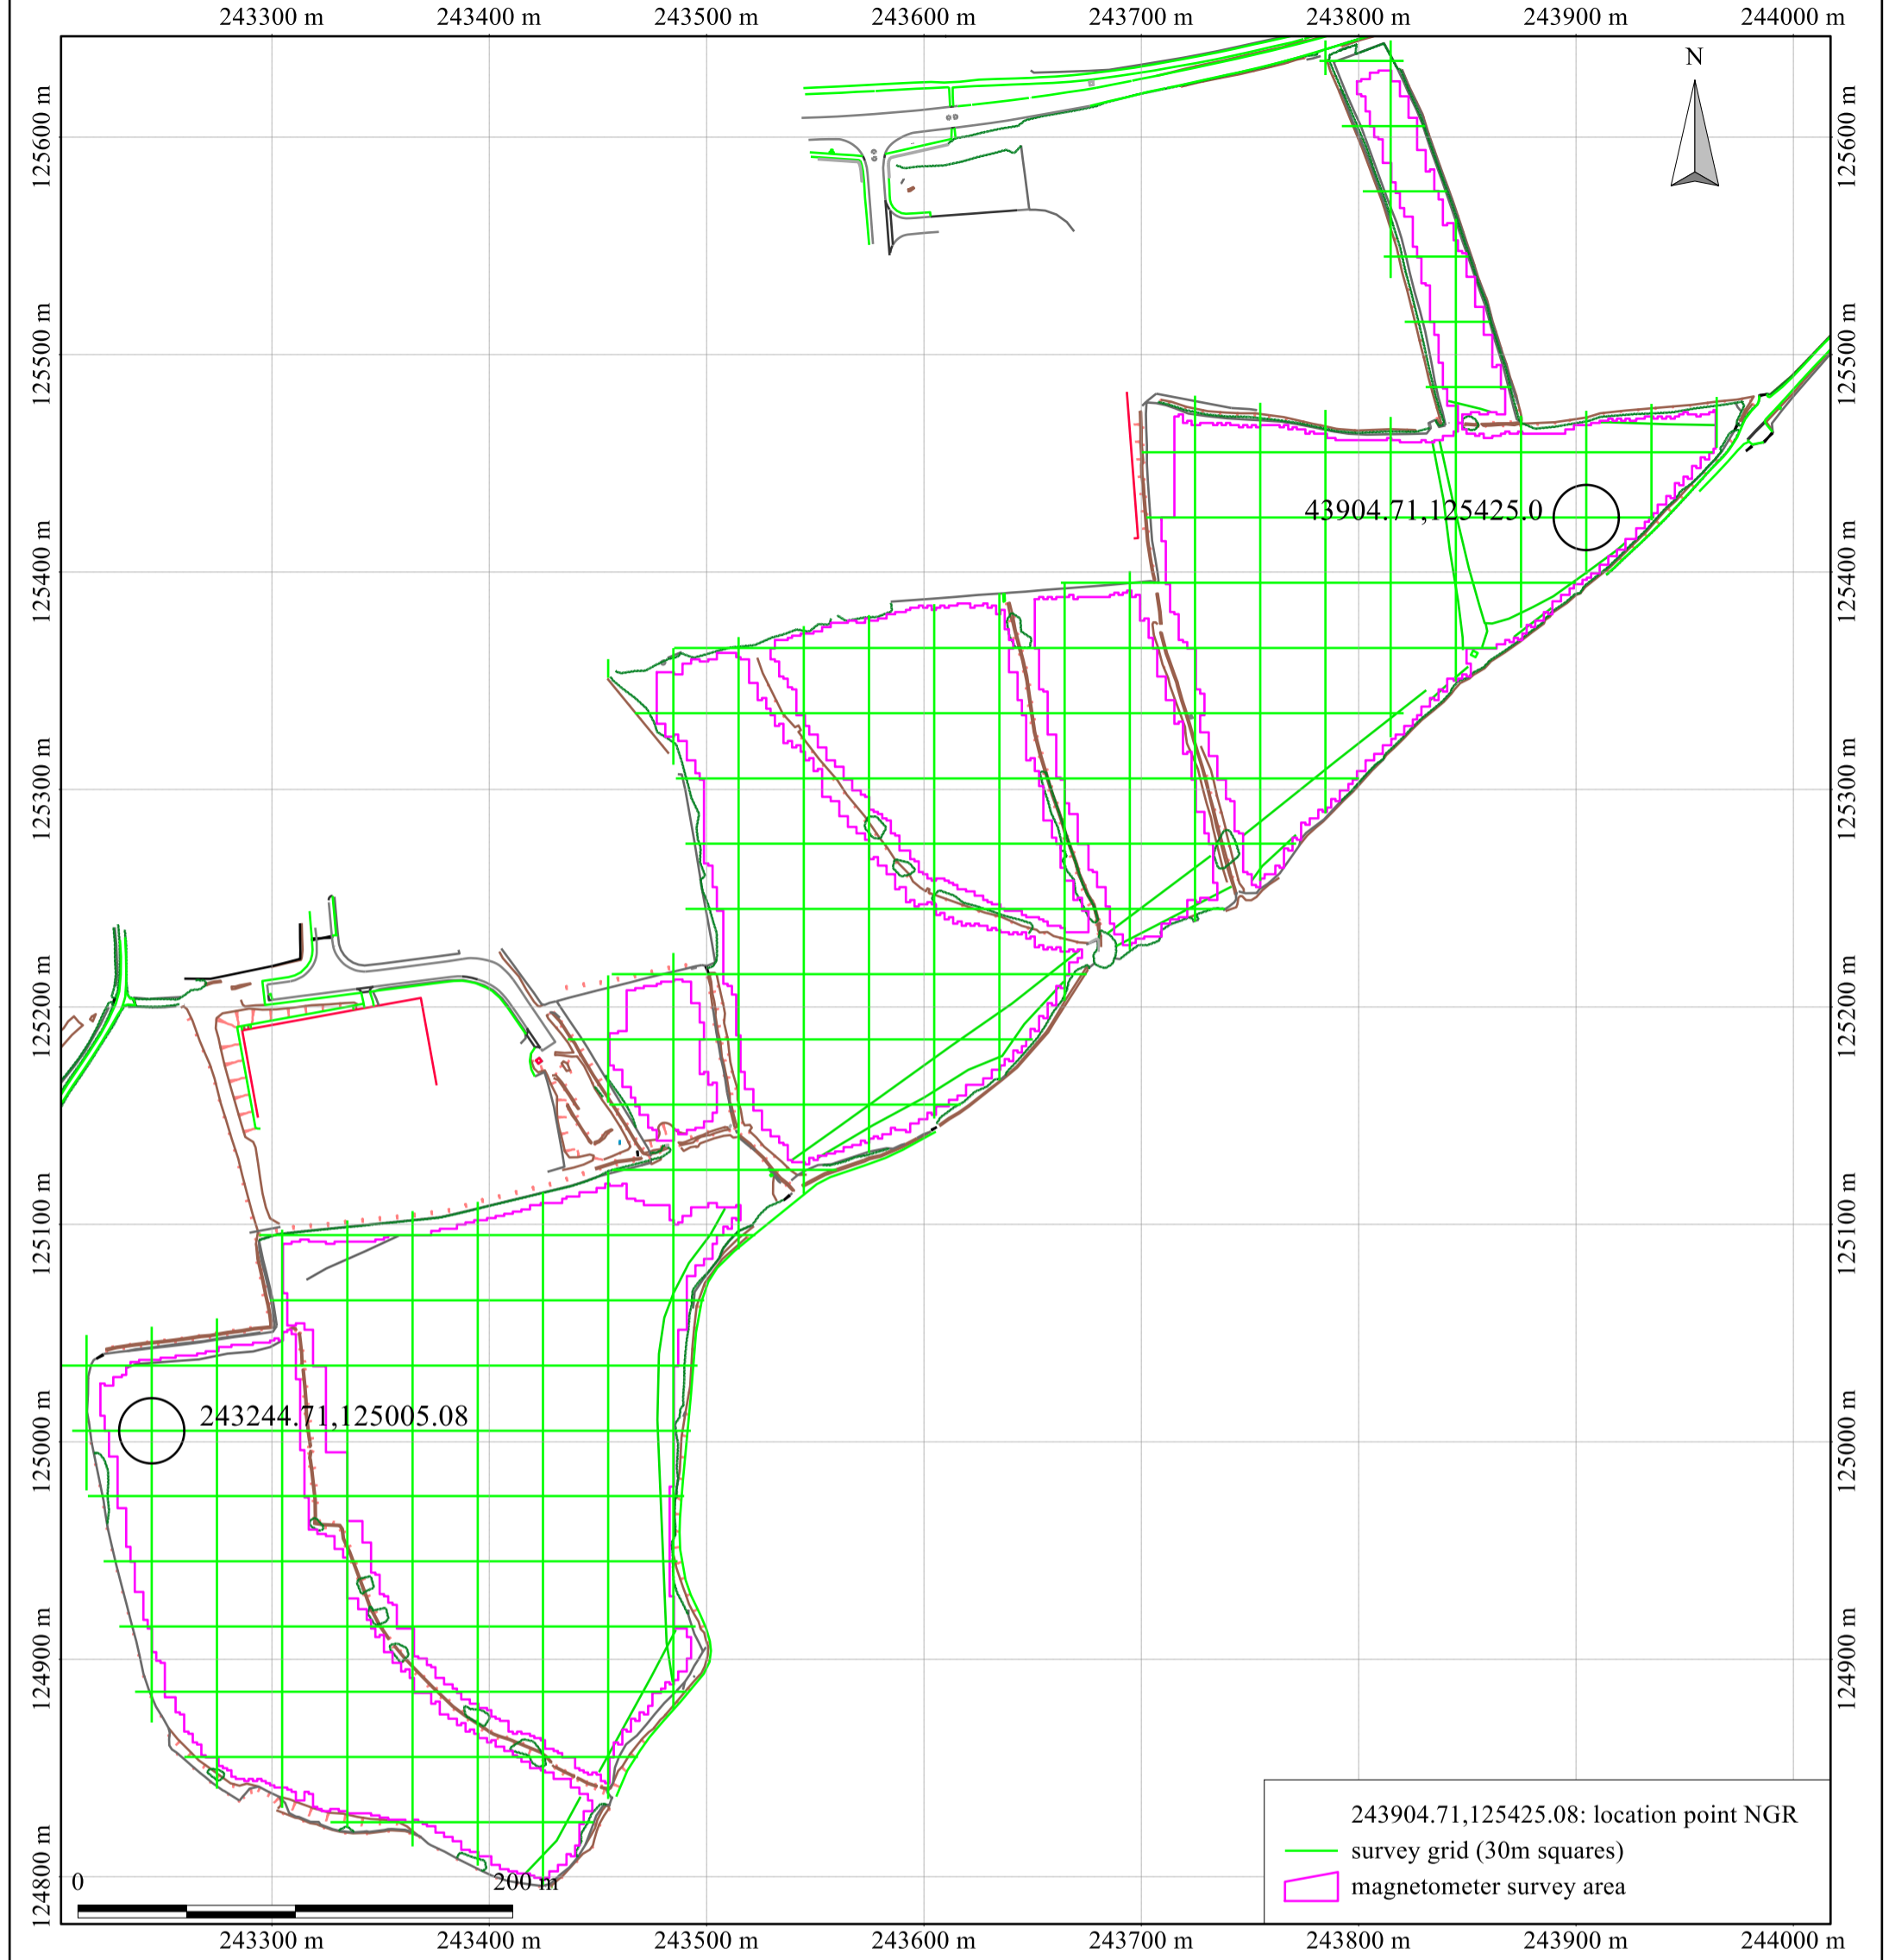 243300 m 243400 m 243500 m 243600 m 243700 m 243800 m 243900 m 244000 m
N
125600 m 125600 m
125500 m 125500 m
43904.71,125425.0
125400 m 125400 m
125300 m 125300 m
125200 m 125200 m
125100 m 125100 m
243244.71,125005.08
125000 m 125000 m
124900 m 124900 m
124800 m 124800 m
0 200 m
243904.71,125425.08: location point NGR
survey grid (30m squares)
magnetometer survey area
243300 m 243400 m 243500 m 243600 m 243700 m 243800 m 243900 m 244000 m